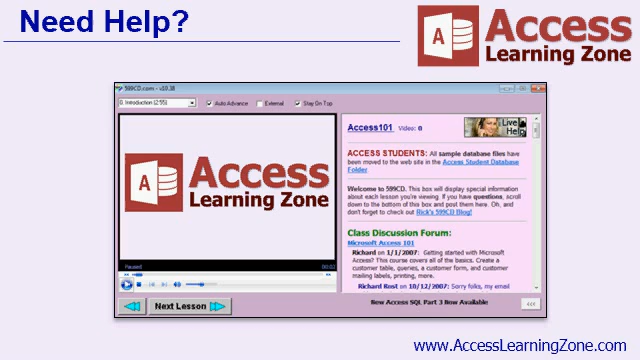 Need Help?
Access
Learning Zone
599CD.com - v10.38
0. Introduction (2:55)
Auto Advance
External
Stay On Top
Access
Learning Zone
Paused
00:03
Next Lesson
Access101 Video: 0
Live Help
ACCESS STUDENTS: All sample database files have
been moved to the web site in the Access Student Database
Folder
Welcome to 599CD. This box will display special information
about each lesson you're viewing. If you have questions, scroll
down to the bottom of this box and post them here. Oh, and
don't forget to check out Rick's 599CD Blog!
Class Discussion Forum:
Microsoft Access 101
Richard on 1/1/2007: Getting started with Microsoft
Access? This course covers all of the basics. Create a
customer table, queries, a customer form, and customer
mailing labels, printing, more.
Richard Rost on 10/12/2007: Sorry folks, my email
New Access SQL Part 3 Now Available
<<<
www.AccessLearningZone.com